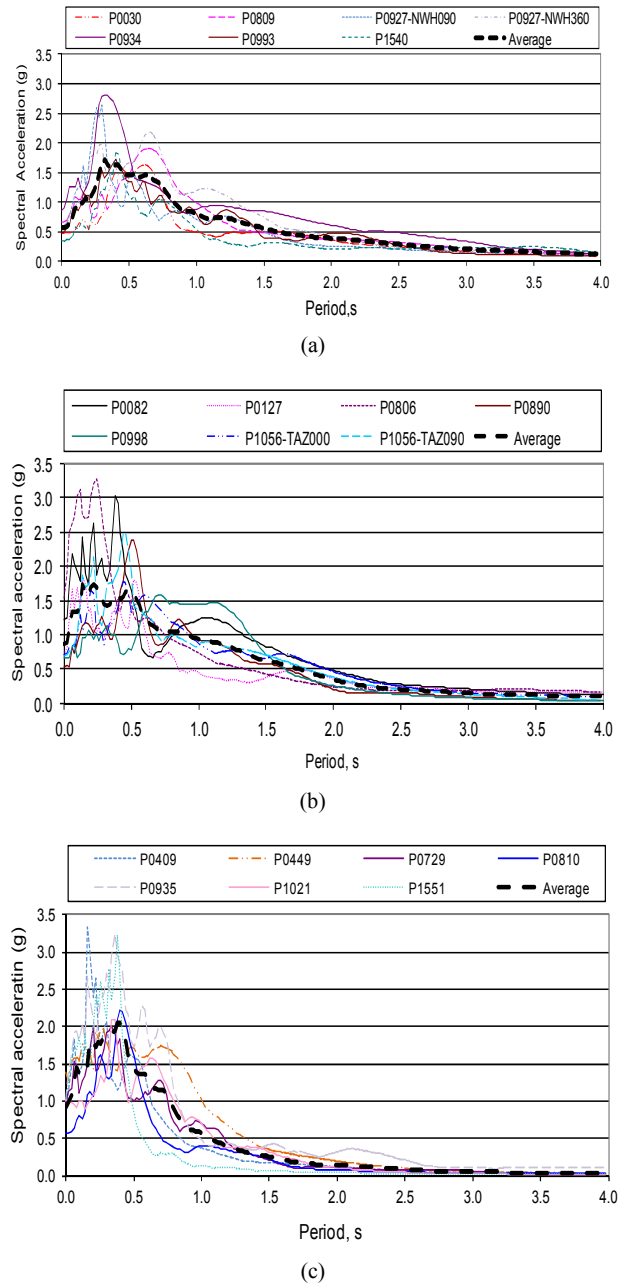 P0030 P0809 P0927-NWH090 P0927-NWH360
P0934 P0993 P1540 Average
Spectral Acceleration (g)
3.5
3.0
2.5
2.0
1.5
1.0
0.5
0.0
0.0 0.5 1.0 1.5 2.0 2.5 3.0 3.5 4.0
Period,s
(a)
P0082 P0127 P0806 P0890
P0998 P1056-TAZ000 P1056-TAZ090 Average
Spectral acceleration (g)
3.5
3.0
2.5
2.0
1.5
1.0
0.5
0.0
0.0 0.5 1.0 1.5 2.0 2.5 3.0 3.5 4.0
Period, s
(b)
P0409 P0449 P0729 P0810
P0935 P1021 P1551 Average
Spectral acceleratin (g)
3.5
3.0
2.5
2.0
1.5
1.0
0.5
0.0
0.0 0.5 1.0 1.5 2.0 2.5 3.0 3.5 4.0
Period, s
(c)